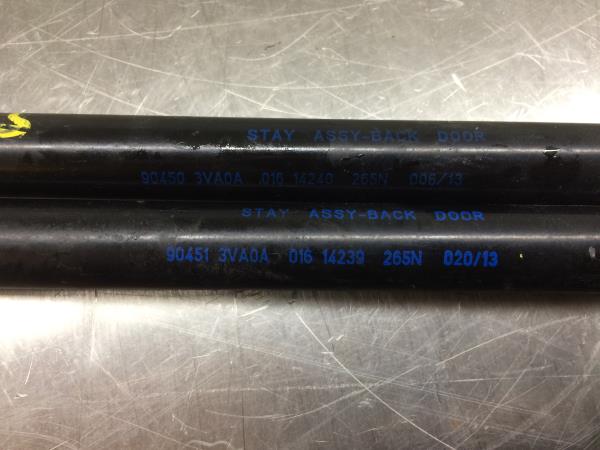 STAY ASSY-BACK DOOR
90450 3VA0A 016 14240 265N 006/13
STAY ASSY-BACK DOOR
90451 3VA0A 016 14239 265N 020/13